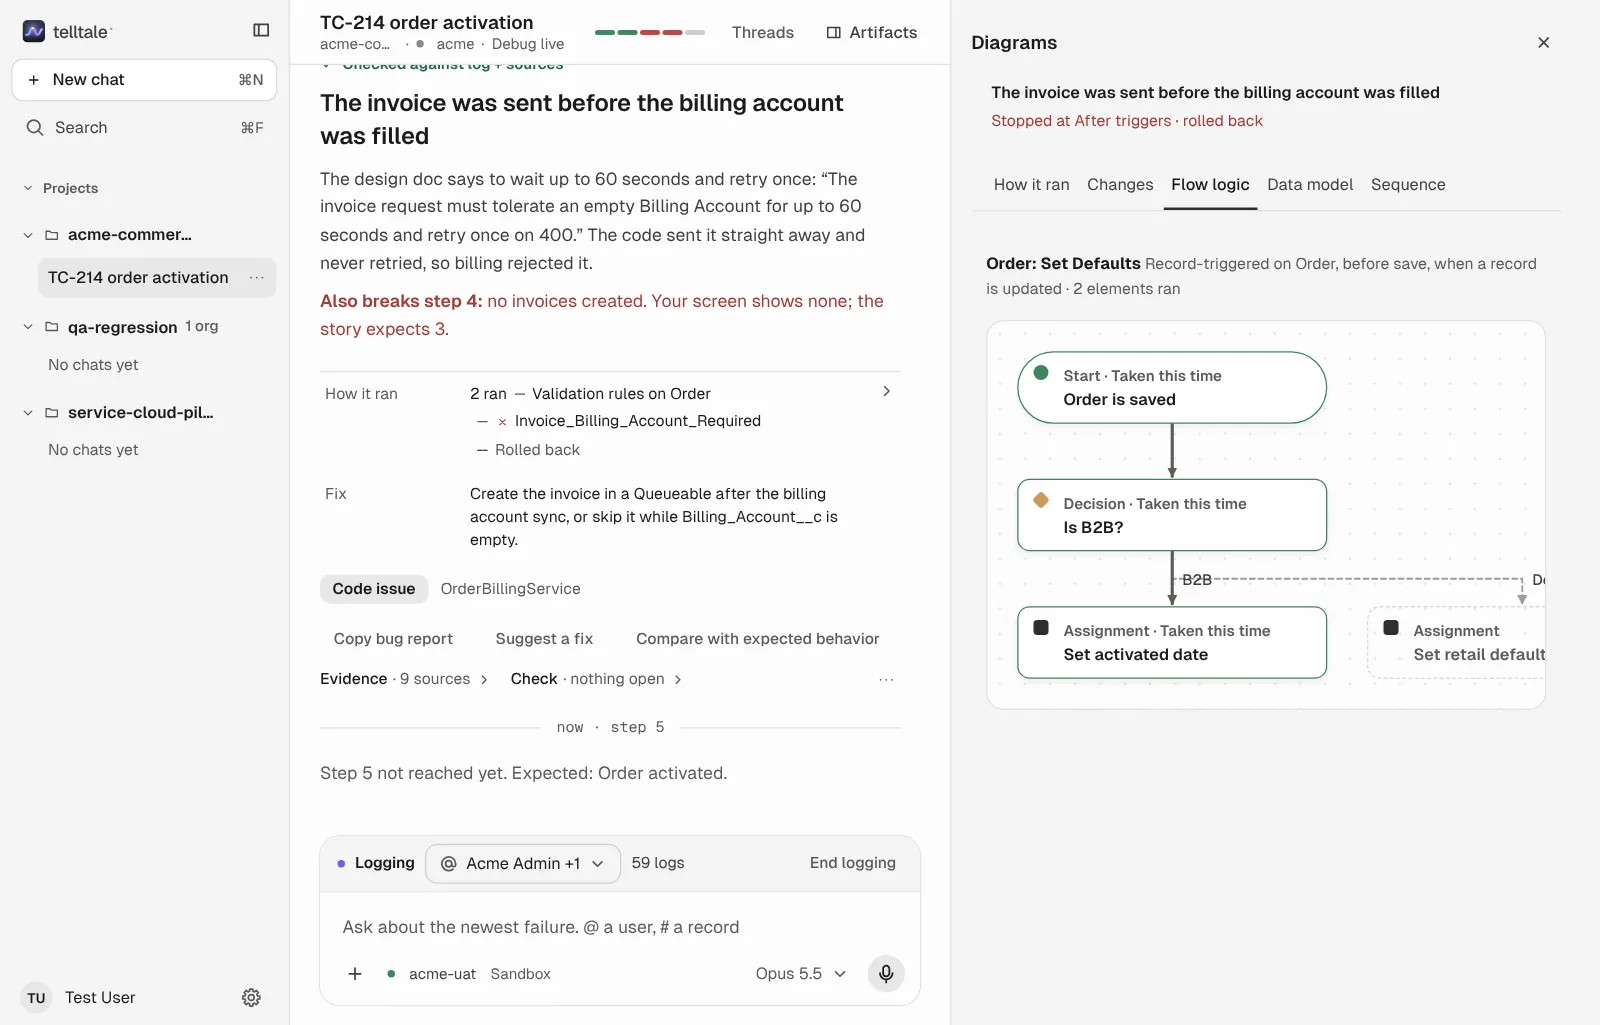 telltale
New chat ⌘N
Search ⌘F
Projects
acme-commer...
TC-214 order activation ...
qa-regression 1 org
No chats yet
service-cloud-pil...
No chats yet
TU Test User
TC-214 order activation
acme-co... · acme · Debug live
Threads
Artifacts
Checked against log + sources
The invoice was sent before the billing account
was filled
The design doc says to wait up to 60 seconds and retry once: “The
invoice request must tolerate an empty Billing Account for up to 60
seconds and retry once on 400.” The code sent it straight away and
never retried, so billing rejected it.
Also breaks step 4: no invoices created. Your screen shows none; the
story expects 3.
How it ran
2 ran — Validation rules on Order
— × Invoice_Billing_Account_Required
— Rolled back
Fix
Create the invoice in a Queueable after the billing
account sync, or skip it while Billing_Account__c is
empty.
Code issue OrderBillingService
Copy bug report Suggest a fix Compare with expected behavior
Evidence · 9 sources Check · nothing open ...
now · step 5
Step 5 not reached yet. Expected: Order activated.
Logging @ Acme Admin +1 59 logs End logging
Ask about the newest failure. @ a user, # a record
+ acme-uat Sandbox Opus 5.5
Diagrams
The invoice was sent before the billing account was filled
Stopped at After triggers · rolled back
How it ran Changes Flow logic Data model Sequence
Order: Set Defaults Record-triggered on Order, before save, when a record
is updated · 2 elements ran
Start · Taken this time
Order is saved
Decision · Taken this time
Is B2B?
B2B
Assignment · Taken this time
Set activated date
Assignment
Set retail default